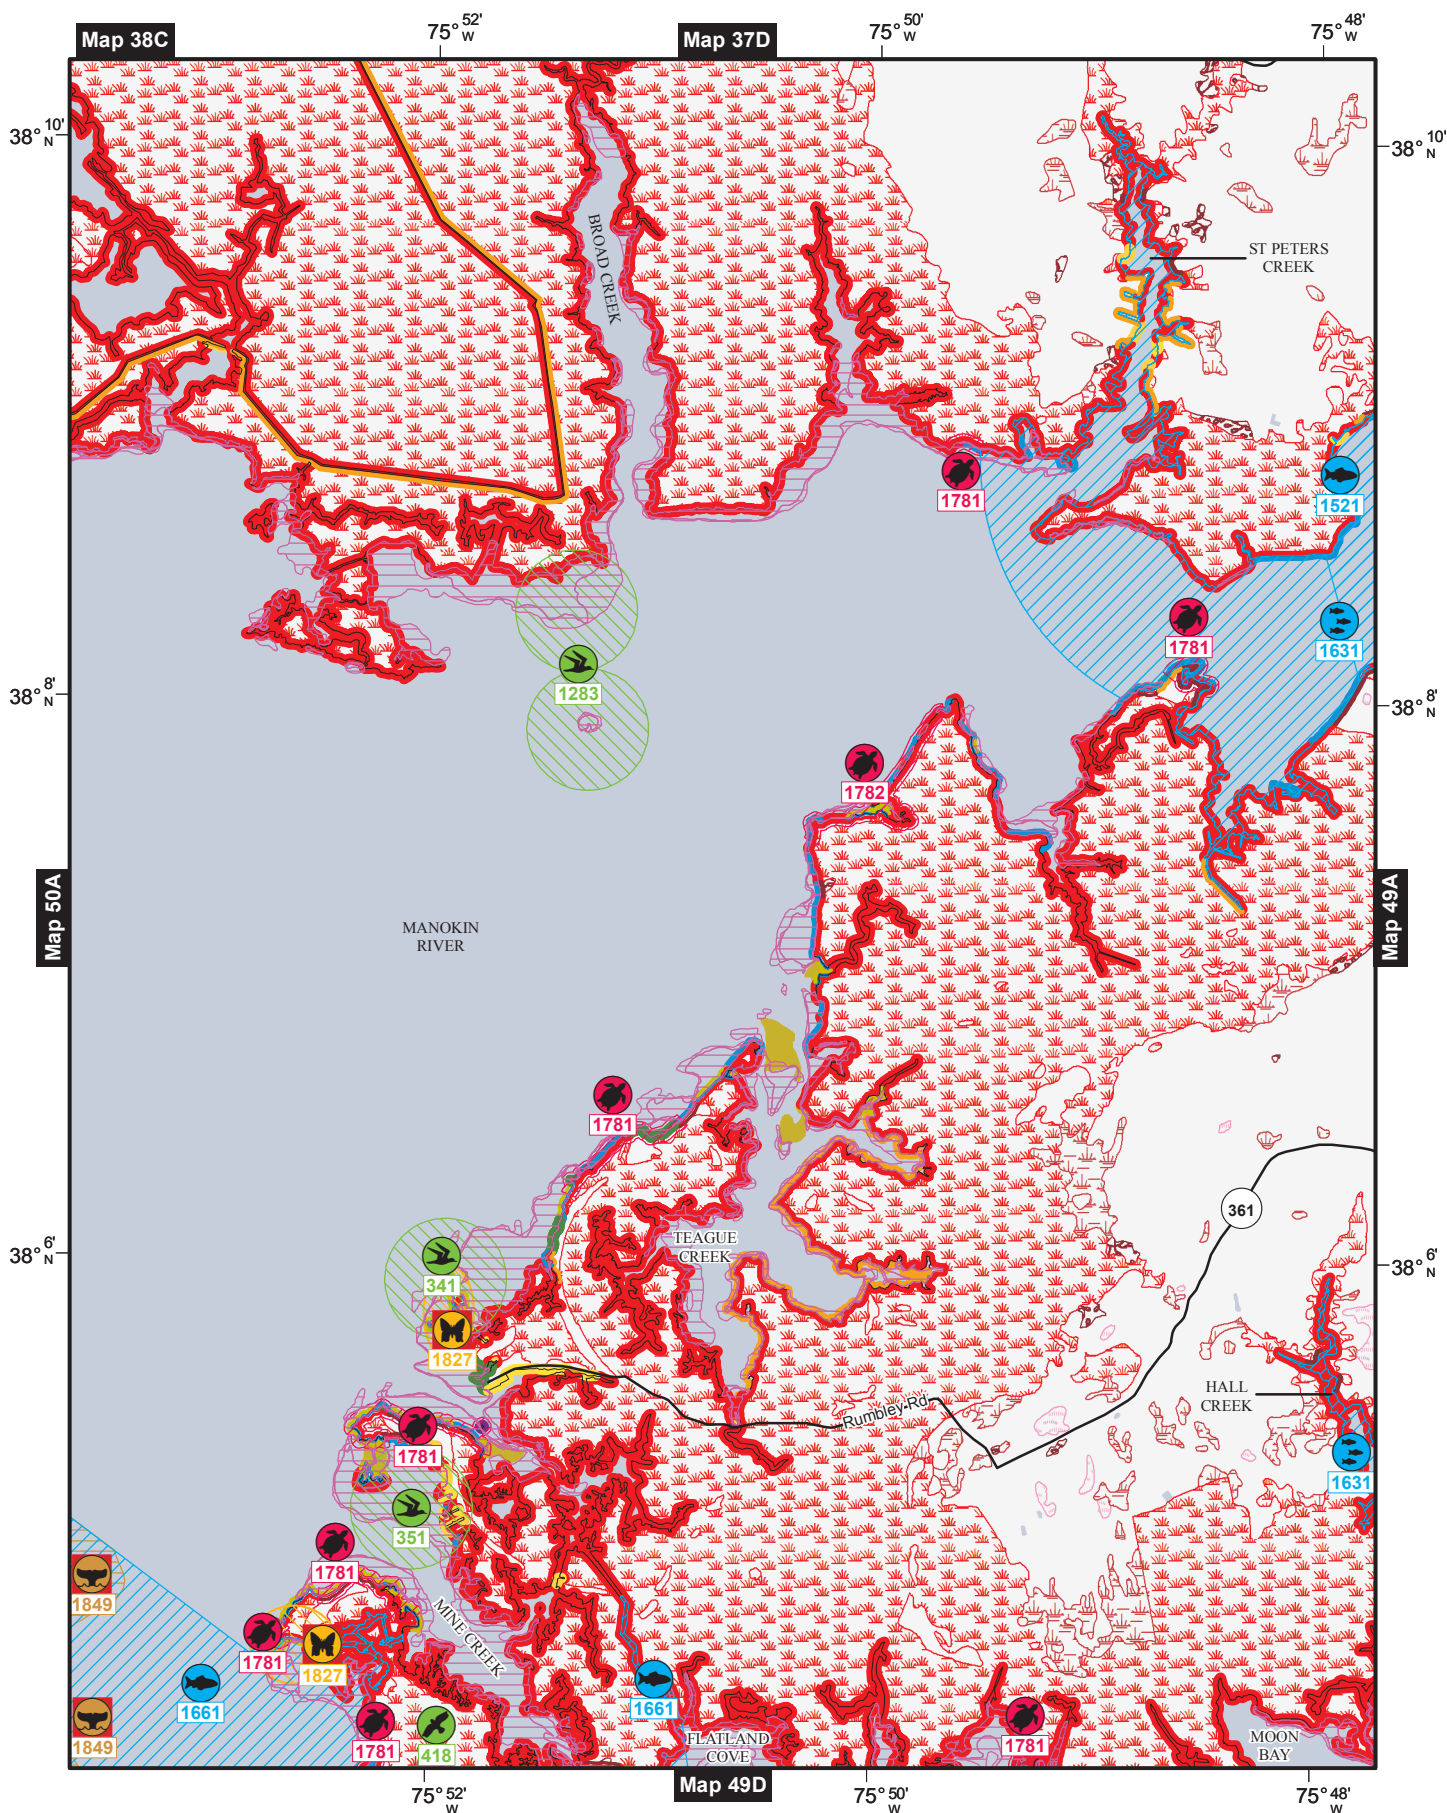 Map 38C
75° 52' W
Map 37D
75° 50' W
75° 48' W
38° 10' N
38° 10' N
BROAD CREEK
ST PETERS
CREEK
1781
1521
1781
1631
1283
38° 8' N
38° 8' N
1782
Map 50A
Map 49A
MANOKIN
RIVER
1781
361
38° 6' N
38° 6' N
TEAGUE
CREEK
341
1827
HALL
CREEK
Rumbley Rd
1781
1631
351
1781
1849
MINE CREEK
1781
1827
1661
1661
1849
1781
418
FLATLAND
COVE
1781
MOON
BAY
75° 52' W
Map 49D
75° 50' W
75° 48' W